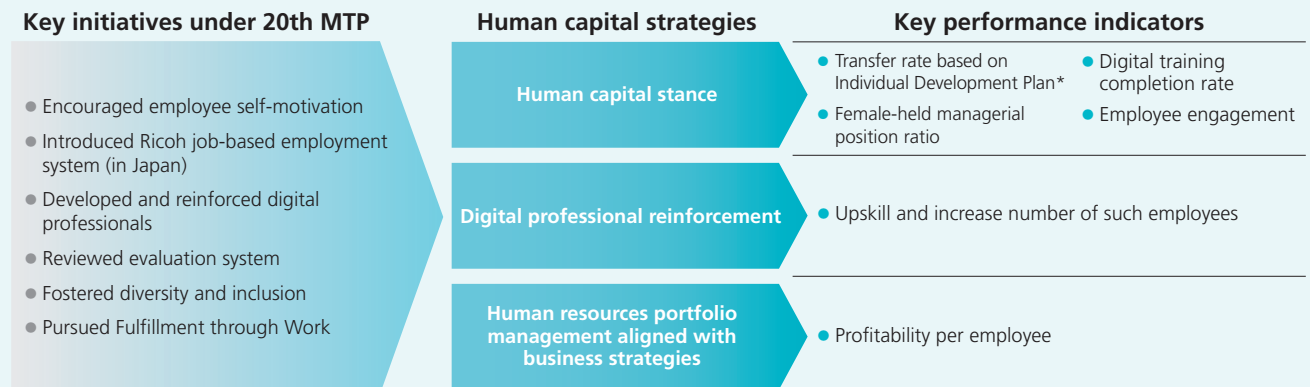 Key initiatives under 20th MTP
● Encouraged employee self-motivation
● Introduced Ricoh job-based employment
system (in Japan)
● Developed and reinforced digital
professionals
● Reviewed evaluation system
● Fostered diversity and inclusion
● Pursued Fulfillment through Work
Human capital strategies
Human capital stance
Digital professional reinforcement
Human resources portfolio
management aligned with
business strategies
Key performance indicators
● Transfer rate based on
Individual Development Plan*
● Female-held managerial
position ratio
● Digital training
completion rate
● Employee engagement
● Upskill and increase number of such employees
● Profitability per employee